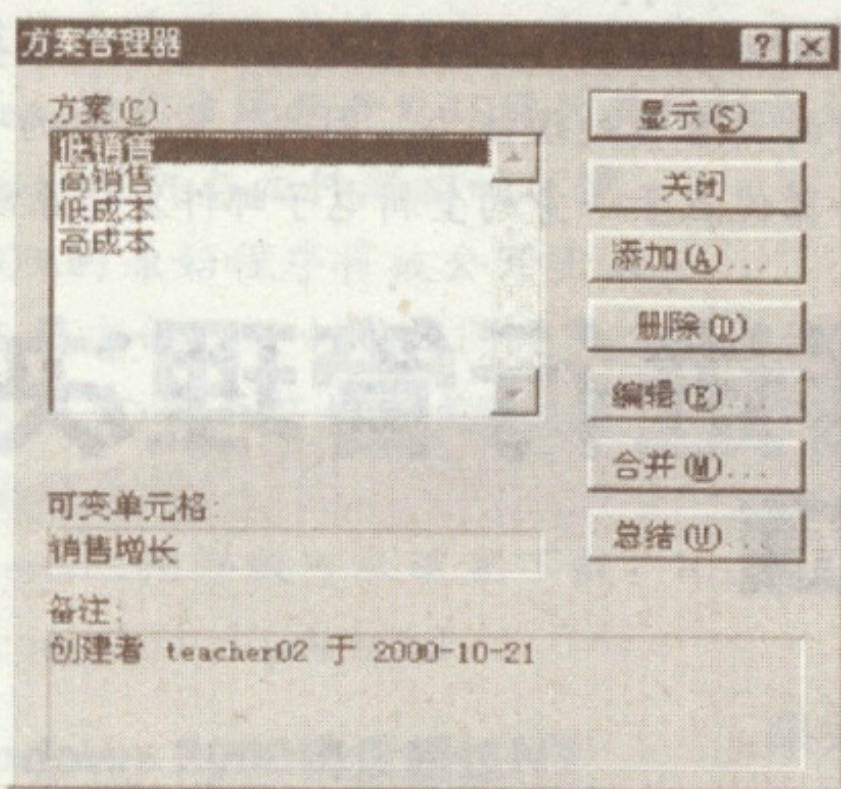 方案管理器
方案(C):
低销售
高销售
低成本
高成本
可变单元格:
销售增长
备注:
创建者 teacher02 于 2000-10-21
显示(S)
关闭
添加(A)...
删除(D)
编辑(E)...
合并(M)...
总结(U)...